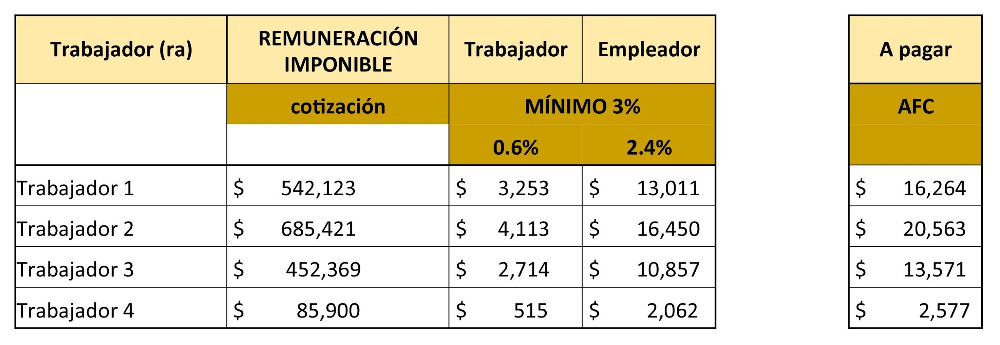 Trabajador (ra) REMUNERACIÓN IMPONIBLE Trabajador Empleador A pagar
cotización MÍNIMO 3% AFC
0.6% 2.4%
Trabajador 1 $ 542,123 $ 3,253 $ 13,011 $ 16,264
Trabajador 2 $ 685,421 $ 4,113 $ 16,450 $ 20,563
Trabajador 3 $ 452,369 $ 2,714 $ 10,857 $ 13,571
Trabajador 4 $ 85,900 $ 515 $ 2,062 $ 2,577